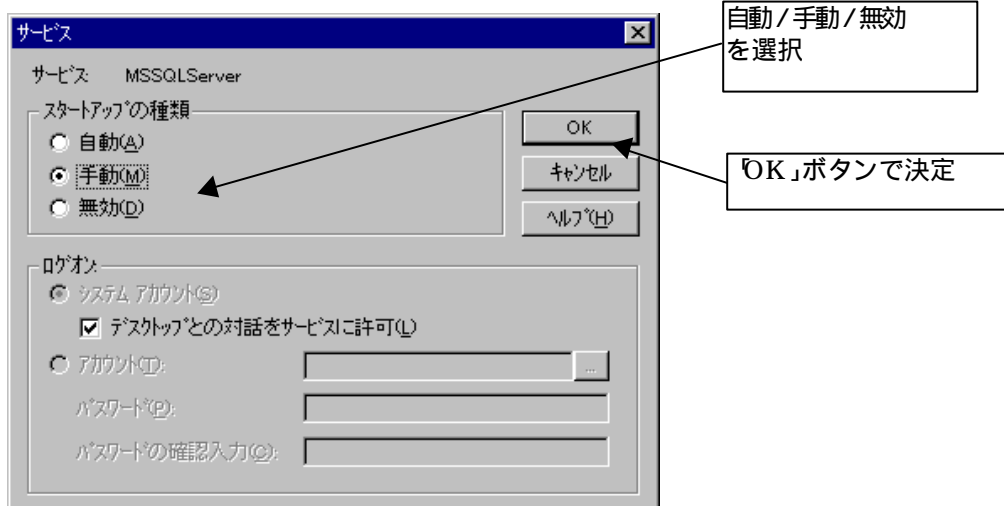 サービス
サービス: MSSQLServer
スタートアップの種類
自動(A)
手動(M)
無効(D)
OK
キャンセル
ヘルプ(H)
ログオン:
システム アカウント(S)
デスクトップとの対話をサービスに許可(L)
アカウント(T):
...
パスワード(P):
パスワードの確認入力(C):
自動/手動/無効
を選択
「OK」ボタンで決定